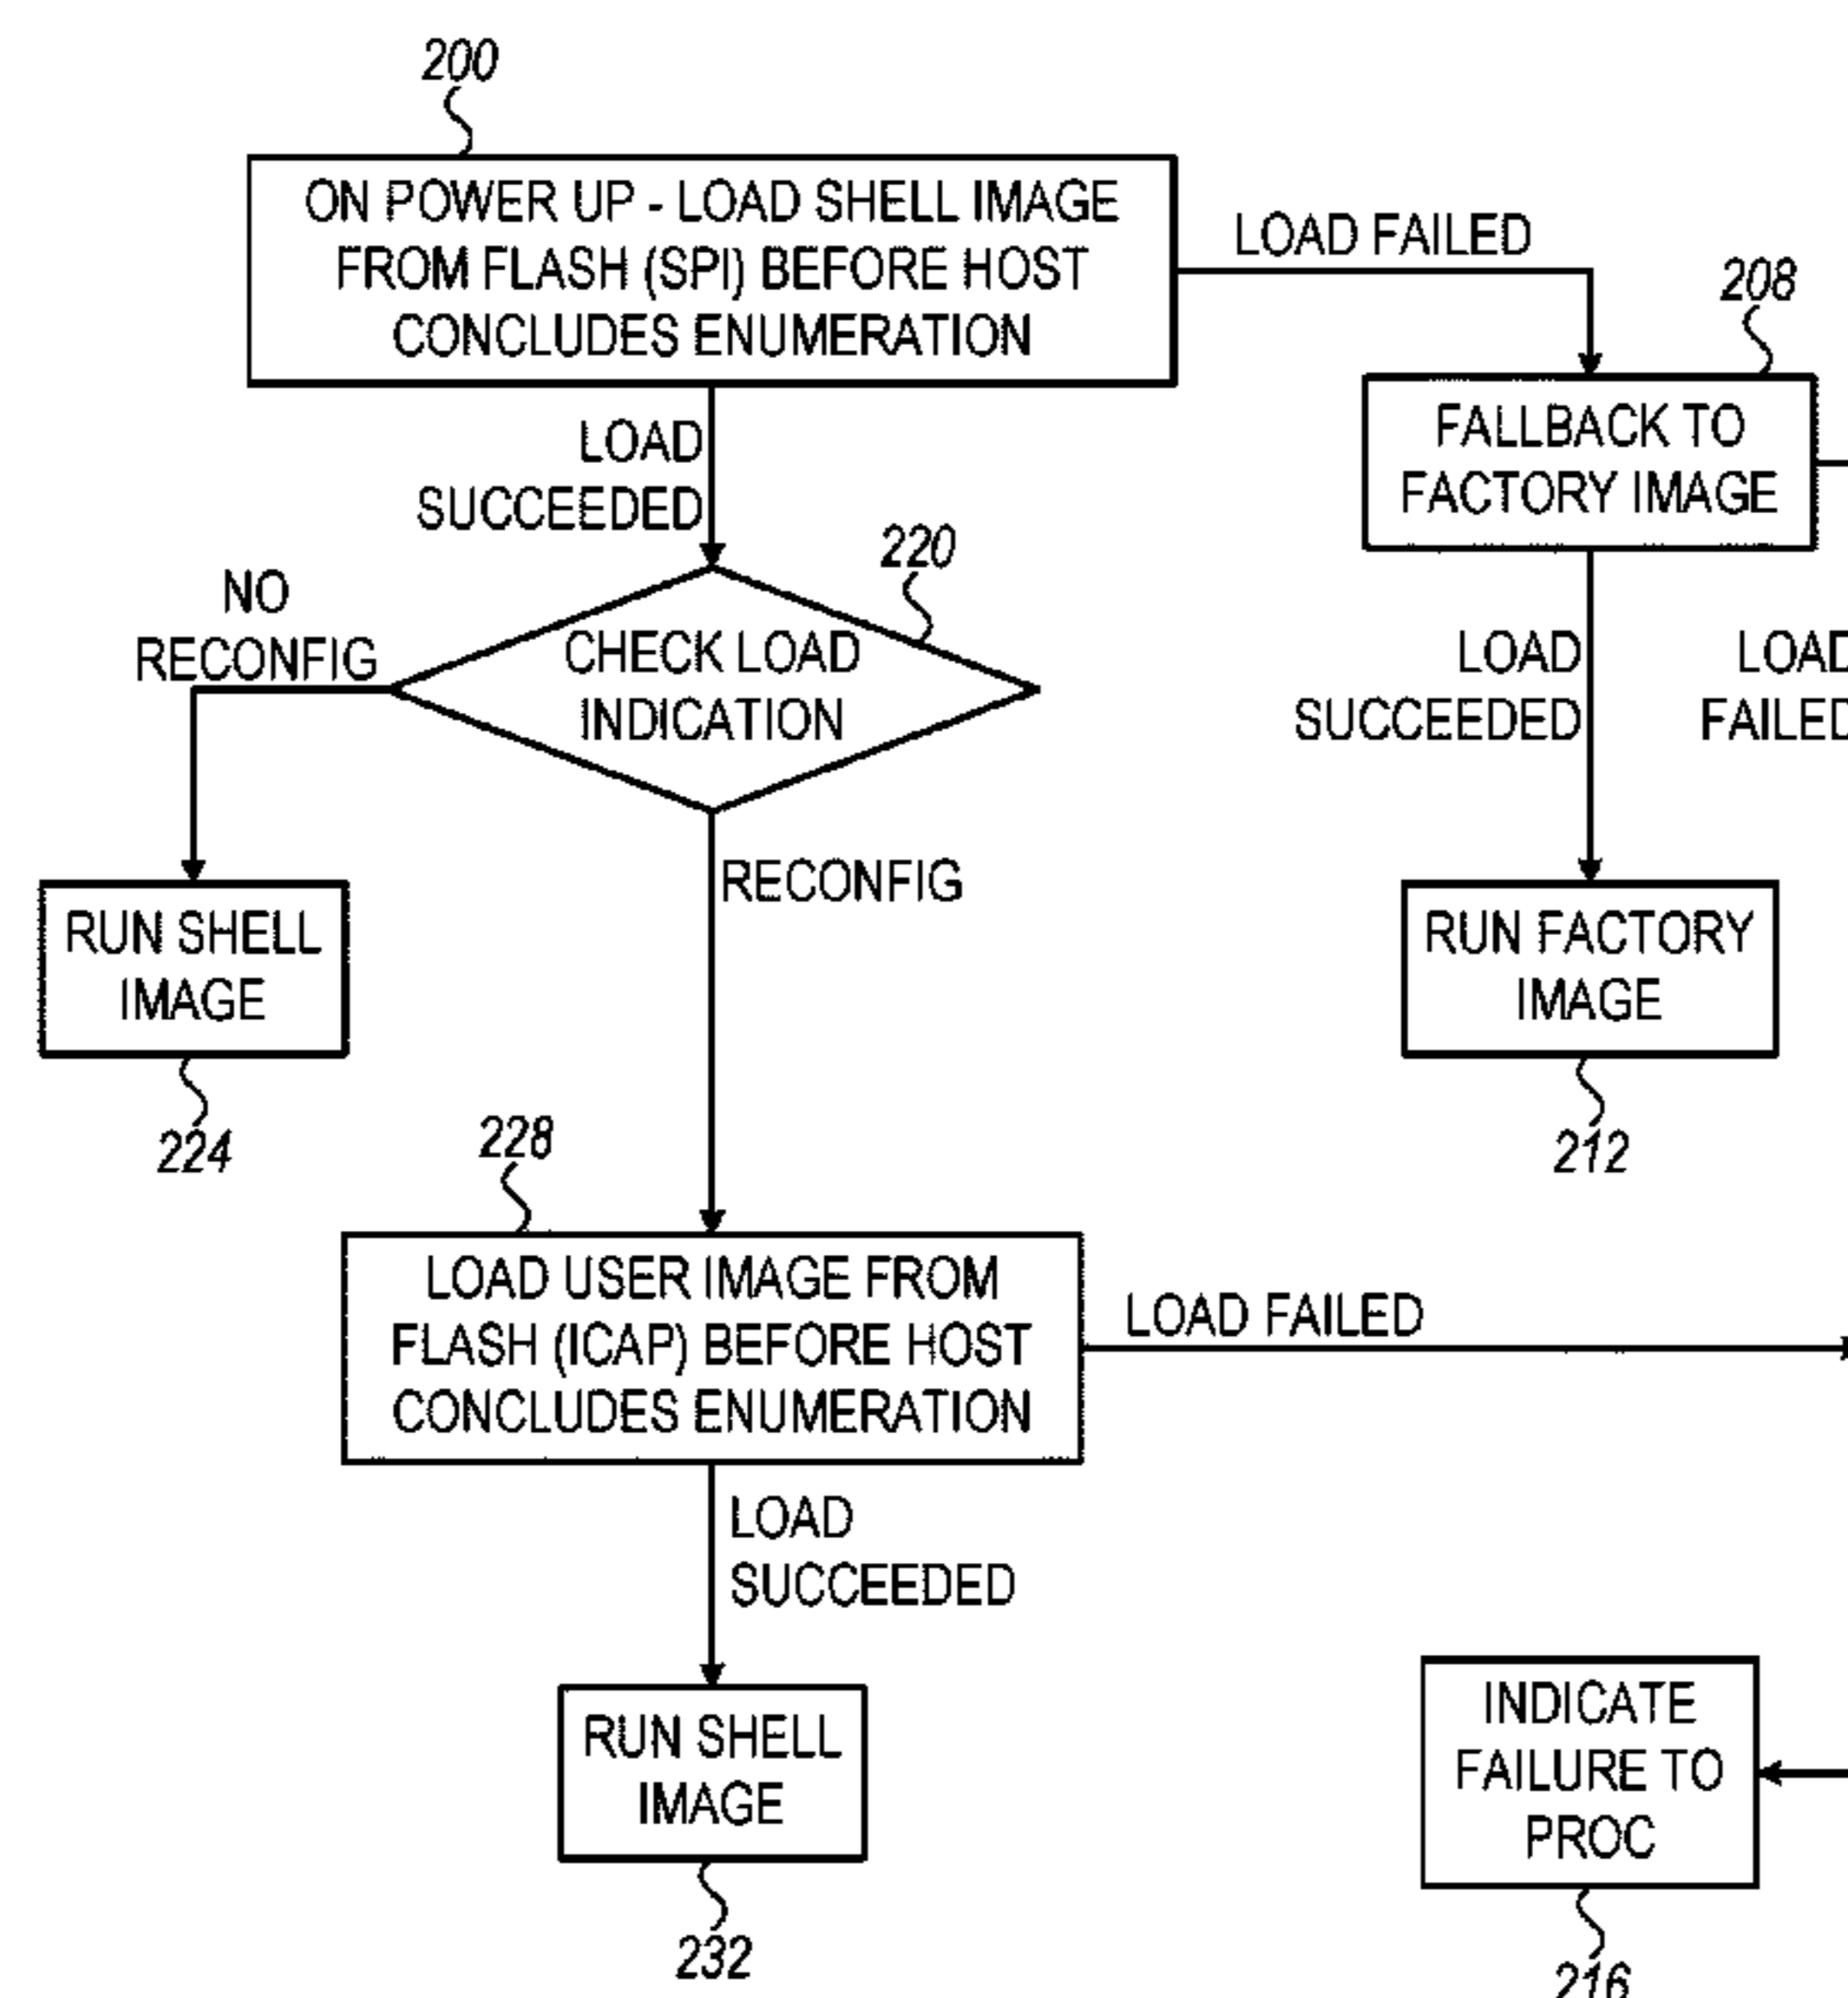 200
ON POWER UP - LOAD SHELL IMAGE
FROM FLASH (SPI) BEFORE HOST
CONCLUDES ENUMERATION
LOAD FAILED
208
FALLBACK TO
FACTORY IMAGE
LOAD
SUCCEEDED
220
NO
RECONFIG
CHECK LOAD
INDICATION
LOAD
SUCCEEDED
LOAD
FAILED
RECONFIG
RUN SHELL
IMAGE
224
RUN FACTORY
IMAGE
212
228
LOAD USER IMAGE FROM
FLASH (ICAP) BEFORE HOST
CONCLUDES ENUMERATION
LOAD FAILED
LOAD
SUCCEEDED
RUN SHELL
IMAGE
232
INDICATE
FAILURE TO
PROC
216